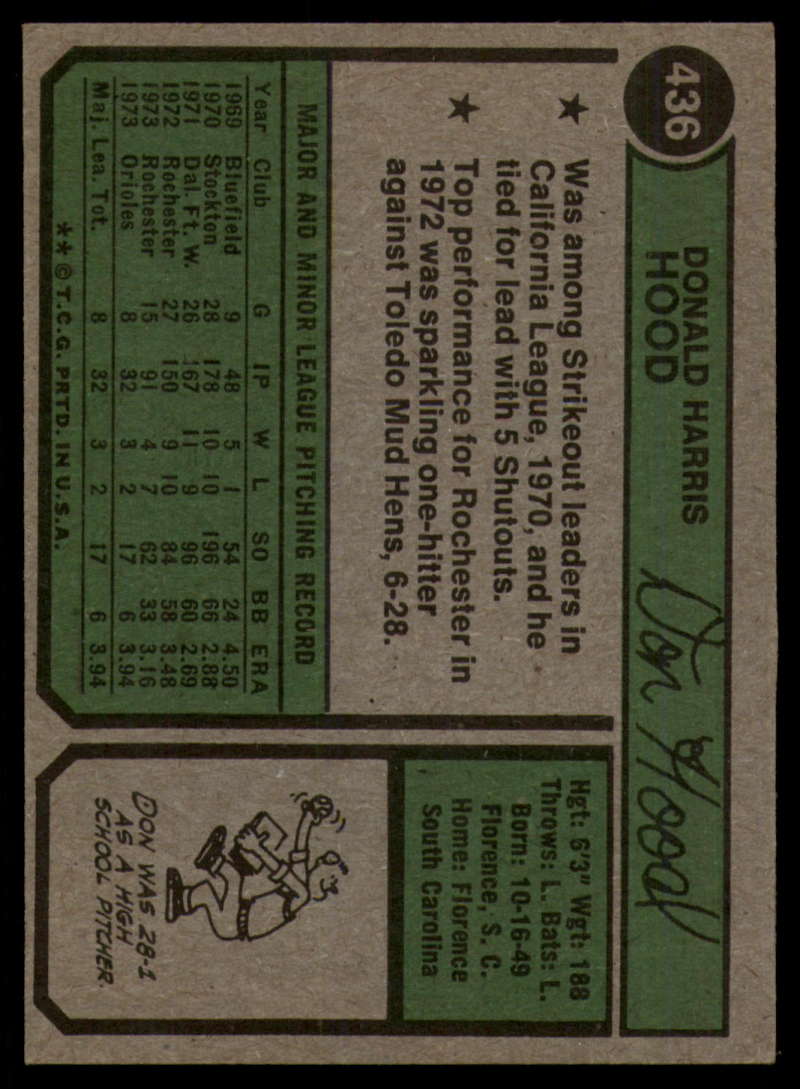 436
DONALD HARRIS
HOOD
Don Hood
★ Was among Strikeout leaders in
California League, 1970, and he
tied for lead with 5 Shutouts.
★ Top performance for Rochester in
1972 was sparkling one-hitter
against Toledo Mud Hens, 6-28.
MAJOR AND MINOR LEAGUE PITCHING RECORD
Year Club G IP W L SO BB ERA
1969 Bluefield 9 48 5 1 54 24 4.50
1970 Stockton 28 178 10 10 196 66 2.88
1971 Dal. Ft. W. 26 167 11 9 96 60 2.69
1972 Rochester 27 150 9 10 84 58 3.48
1973 Rochester 15 91 4 7 62 33 3.16
1973 Orioles 8 32 3 2 17 6 3.94
Maj. Lea. Tot. 8 32 3 2 17 6 3.94
**©T.C.G. PRTD. IN U.S.A.
Hgt: 6'3" Wgt: 188
Throws: L. Bats: L.
Born: 10-16-49
Florence, S. C.
Home: Florence
South Carolina
DON WAS 28-1
AS A HIGH
SCHOOL PITCHER.